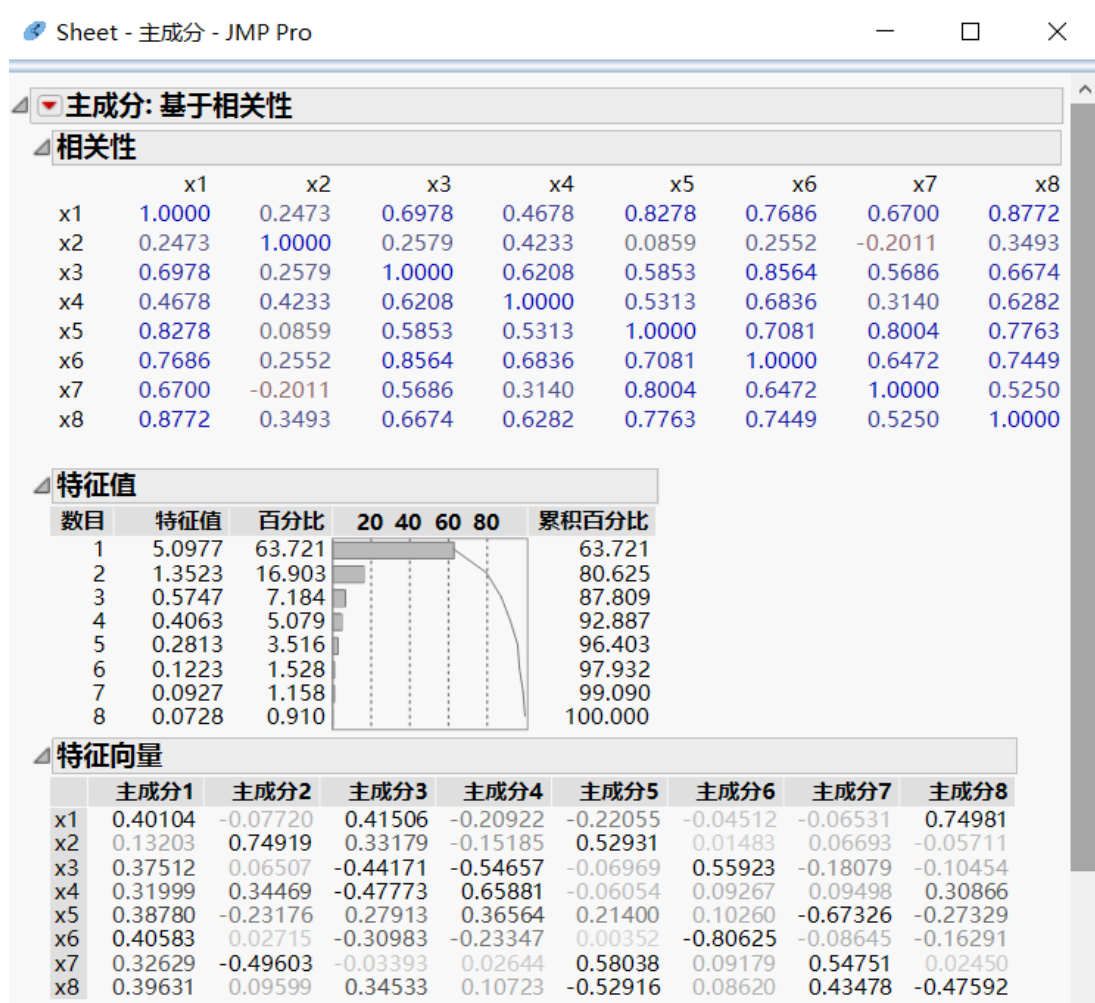 Sheet - 主成分 - JMP Pro
主成分: 基于相关性
相关性
x1 x2 x3 x4 x5 x6 x7 x8
x1 1.0000 0.2473 0.6978 0.4678 0.8278 0.7686 0.6700 0.8772
x2 0.2473 1.0000 0.2579 0.4233 0.0859 0.2552 -0.2011 0.3493
x3 0.6978 0.2579 1.0000 0.6208 0.5853 0.8564 0.5686 0.6674
x4 0.4678 0.4233 0.6208 1.0000 0.5313 0.6836 0.3140 0.6282
x5 0.8278 0.0859 0.5853 0.5313 1.0000 0.7081 0.8004 0.7763
x6 0.7686 0.2552 0.8564 0.6836 0.7081 1.0000 0.6472 0.7449
x7 0.6700 -0.2011 0.5686 0.3140 0.8004 0.6472 1.0000 0.5250
x8 0.8772 0.3493 0.6674 0.6282 0.7763 0.7449 0.5250 1.0000
特征值
数目 特征值 百分比 20 40 60 80 累积百分比
1 5.0977 63.721 63.721
2 1.3523 16.903 80.625
3 0.5747 7.184 87.809
4 0.4063 5.079 92.887
5 0.2813 3.516 96.403
6 0.1223 1.528 97.932
7 0.0927 1.158 99.090
8 0.0728 0.910 100.000
特征向量
主成分1 主成分2 主成分3 主成分4 主成分5 主成分6 主成分7 主成分8
x1 0.40104 -0.07720 0.41506 -0.20922 -0.22055 -0.04512 -0.06531 0.74981
x2 0.13203 0.74919 0.33179 -0.15185 0.52931 0.01483 0.06693 -0.05711
x3 0.37512 0.06507 -0.44171 -0.54657 -0.06969 0.55923 -0.18079 -0.10454
x4 0.31999 0.34469 -0.47773 0.65881 -0.06054 0.09267 0.09498 0.30866
x5 0.38780 -0.23176 0.27913 0.36564 0.21400 0.10260 -0.67326 -0.27329
x6 0.40583 0.02715 -0.30983 -0.23347 0.00352 -0.80625 -0.08645 -0.16291
x7 0.32629 -0.49603 -0.03393 0.02644 0.58038 0.09179 0.54751 0.02450
x8 0.39631 0.09599 0.34533 0.10723 -0.52916 0.08620 0.43478 -0.47592